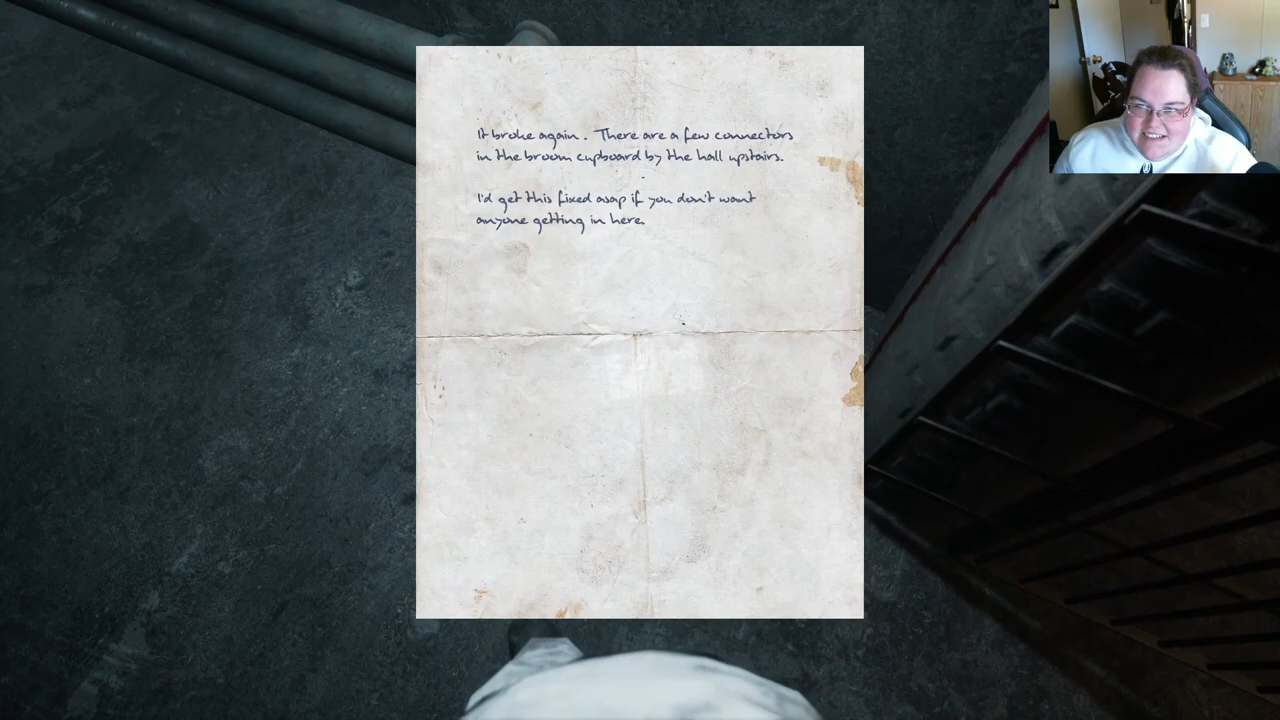 It broke again. There are a few connectors
in the broom cupboard by the hall upstairs.
I'd get this fixed asap if you don't want
anyone getting in here.